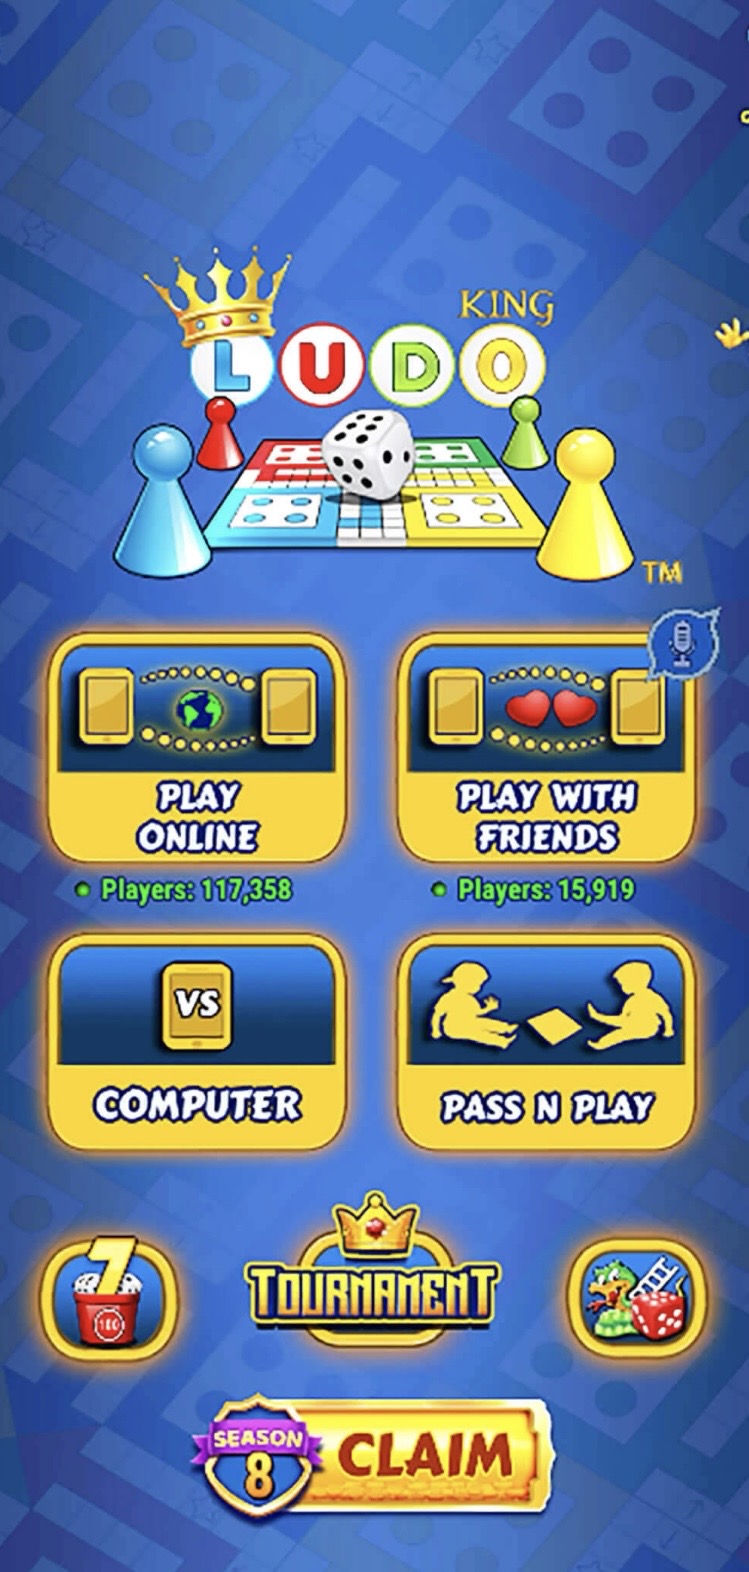 KING
LUDO
TM
PLAY
ONLINE
PLAY WITH
FRIENDS
Players: 117,358
Players: 15,919
VS
COMPUTER
PASS N PLAY
7
TOURNAMENT
SEASON
8
CLAIM